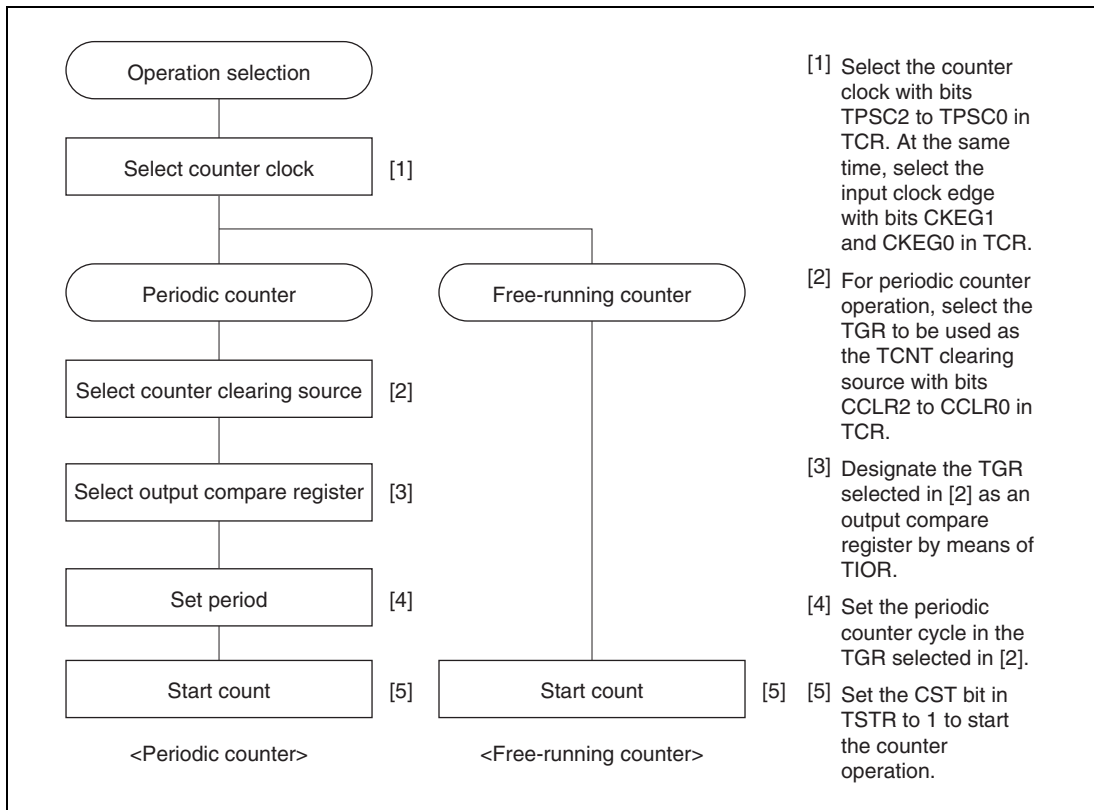 Operation selection
Select counter clock [1]
Periodic counter
Free-running counter
Select counter clearing source [2]
Select output compare register [3]
Set period [4]
Start count [5]
Start count [5]
<Periodic counter>
<Free-running counter>
[1] Select the counter
clock with bits
TPSC2 to TPSC0 in
TCR. At the same
time, select the
input clock edge
with bits CKEG1
and CKEG0 in TCR.
[2] For periodic counter
operation, select the
TGR to be used as
the TCNT clearing
source with bits
CCLR2 to CCLR0 in
TCR.
[3] Designate the TGR
selected in [2] as an
output compare
register by means of
TIOR.
[4] Set the periodic
counter cycle in the
TGR selected in [2].
[5] Set the CST bit in
TSTR to 1 to start
the counter
operation.